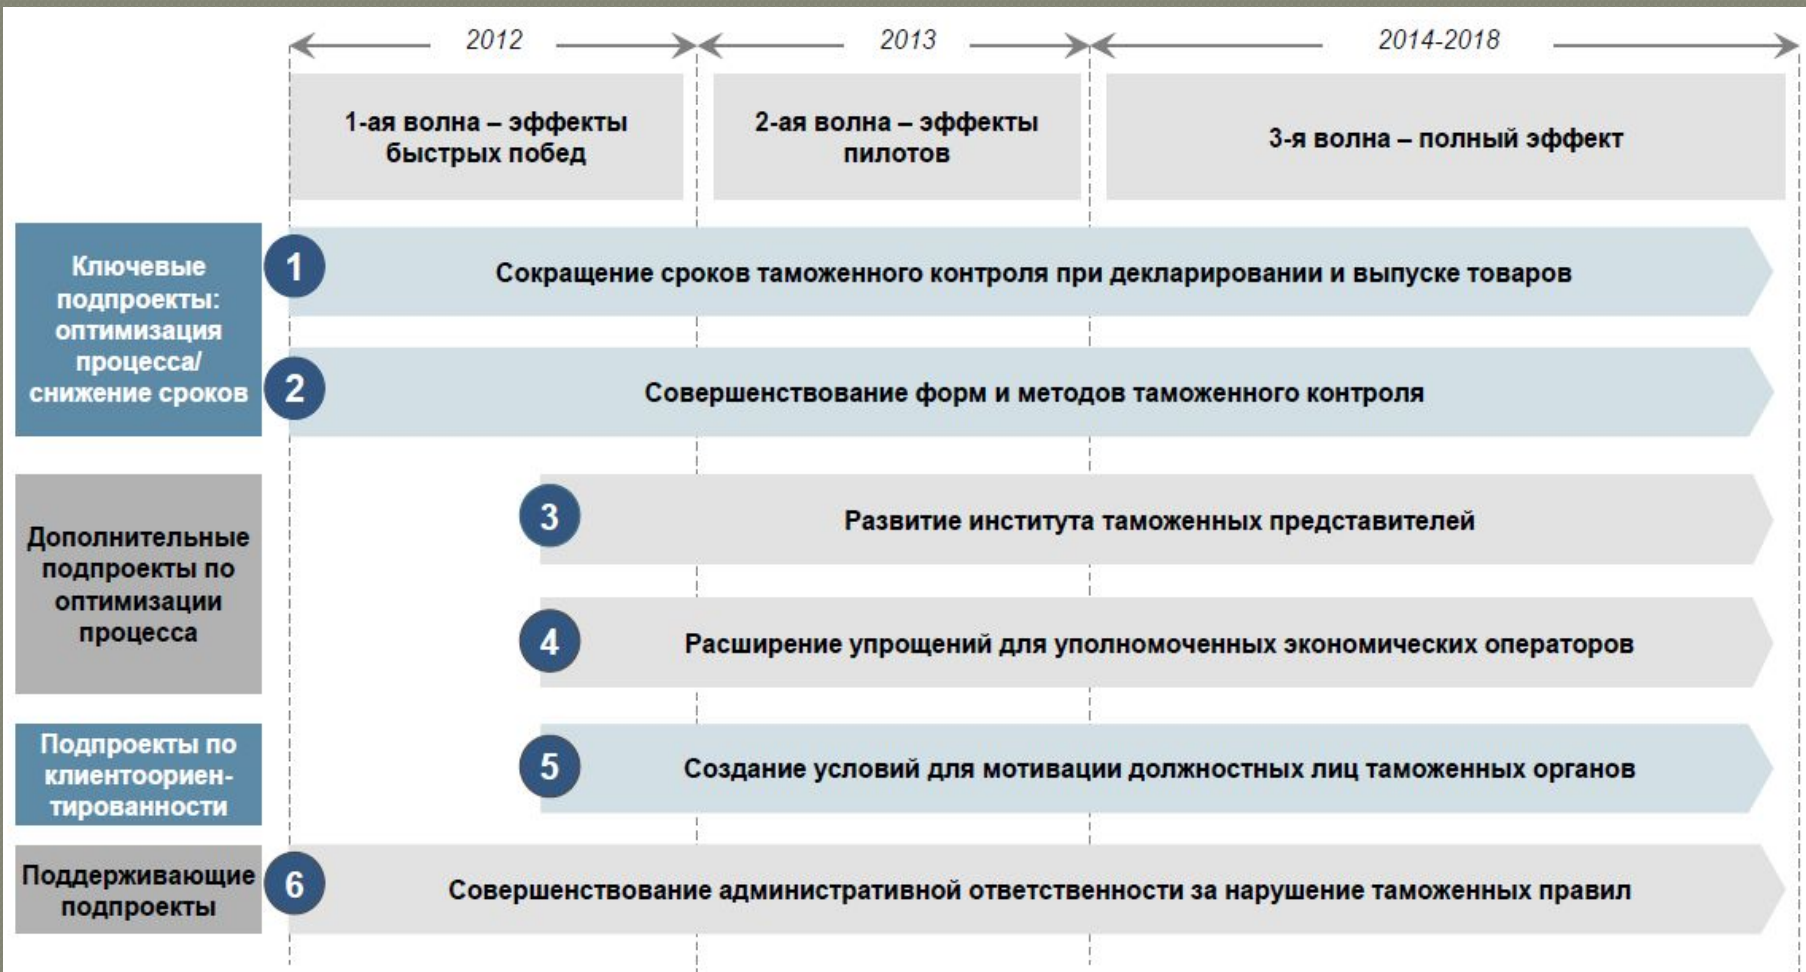 2012
2013
2014-2018
1-ая волна – эффекты
быстрых побед
2-ая волна – эффекты
пилотов
3-я волна – полный эффект
Ключевые
подпроекты:
оптимизация
процесса/
снижение сроков
1
Сокращение сроков таможенного контроля при декларировании и выпуске товаров
2
Совершенствование форм и методов таможенного контроля
Дополнительные
подпроекты по
оптимизации
процесса
3
Развитие института таможенных представителей
4
Расширение упрощений для уполномоченных экономических операторов
Подпроекты по
клиентоориен-
тированности
5
Создание условий для мотивации должностных лиц таможенных органов
Поддерживающие
подпроекты
6
Совершенствование административной ответственности за нарушение таможенных правил